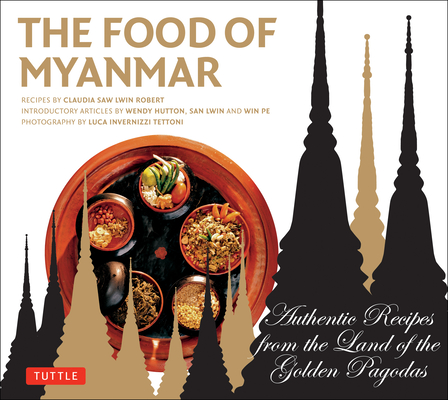 THE FOOD OF
MYANMAR
RECIPES BY CLAUDIA SAW LWIN ROBERT
INTRODUCTORY ARTICLES BY WENDY HUTTON, SAN LWIN AND WIN PE
PHOTOGRAPHY BY LUCA INVERNIZZI TETTONI
Authentic Recipes
from the Land of the
Golden Pagodas
TUTTLE